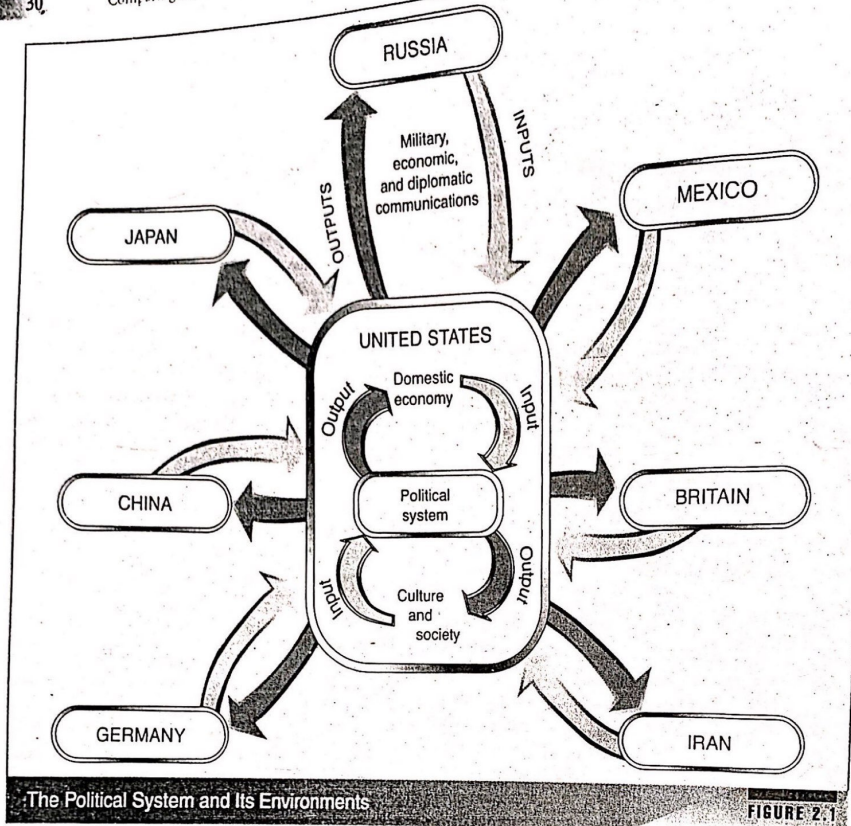 30
RUSSIA
Military,
economic,
and diplomatic
communications
OUTPUTS
INPUTS
MEXICO
JAPAN
UNITED STATES
Domestic
economy
Output
Input
Political
system
Input
Output
Culture
and
society
CHINA
BRITAIN
GERMANY
IRAN
The Political System and Its Environments
FIGURE 2.1